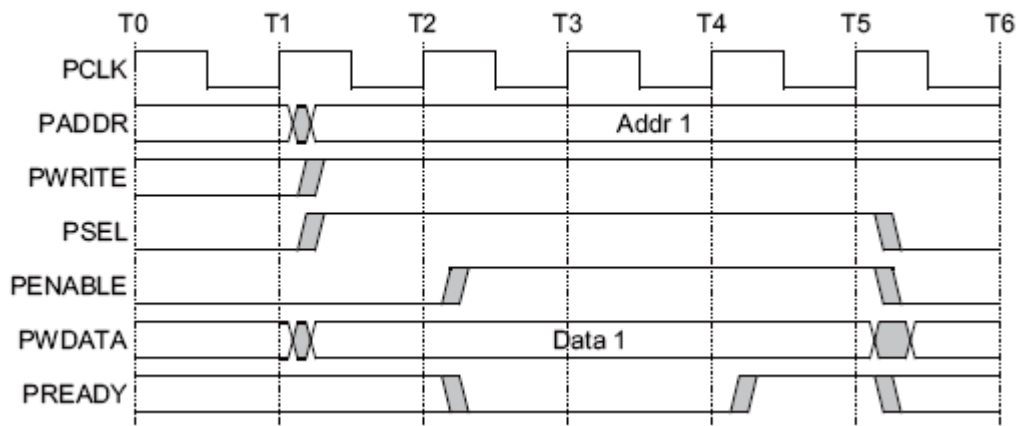 T0 T1 T2 T3 T4 T5 T6
PCLK
PADDR Addr 1
PWRITE
PSEL
PENABLE
PWDATA Data 1
PREADY